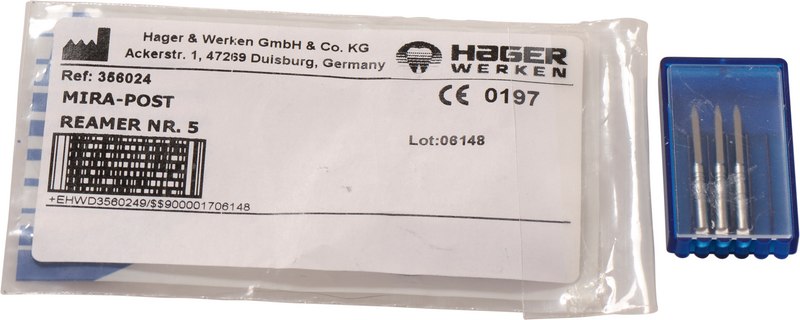 Hager & Werken GmbH & Co. KG
Ackerstr. 1, 47269 Duisburg, Germany
HAGER
WERKEN
Ref: 356024
CE 0197
MIRA-POST
REAMER NR. 5
Lot:06148
+EHWD3560249/$$900001706148